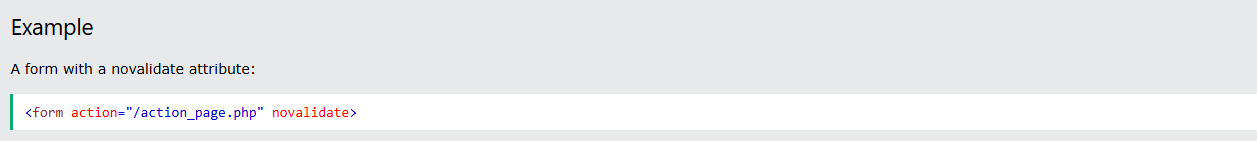 Example
A form with a novalidate attribute:
<form action="/action_page.php" novalidate>